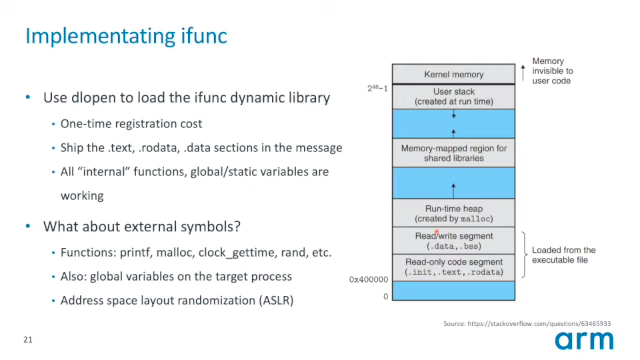 Implementating ifunc
• Use dlopen to load the ifunc dynamic library
• One-time registration cost
• Ship the .text, .rodata, .data sections in the message
• All “internal” functions, global/static variables are
working
• What about external symbols?
• Functions: printf, malloc, clock_gettime, rand, etc.
• Also: global variables on the target process
• Address space layout randomization (ASLR)
Memory
invisible to
user code
Kernel memory
2⁴⁸−1
User stack
(created at run time)
Memory-mapped region for
shared libraries
Run-time heap
(created by malloc)
Read/write segment
(.data,.bss)
Loaded from the
executable file
Read-only code segment
(.init,.text,.rodata)
0x400000
0
Source: https://stackoverflow.com/questions/63465933
21
arm